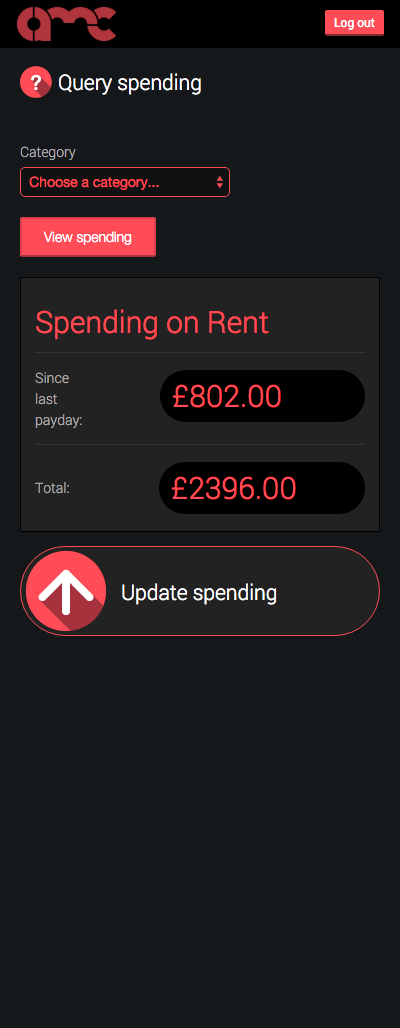 amc
Log out
? Query spending
Category
Choose a category...
View spending
Spending on Rent
Since
last
payday:
£802.00
Total:
£2396.00
Update spending